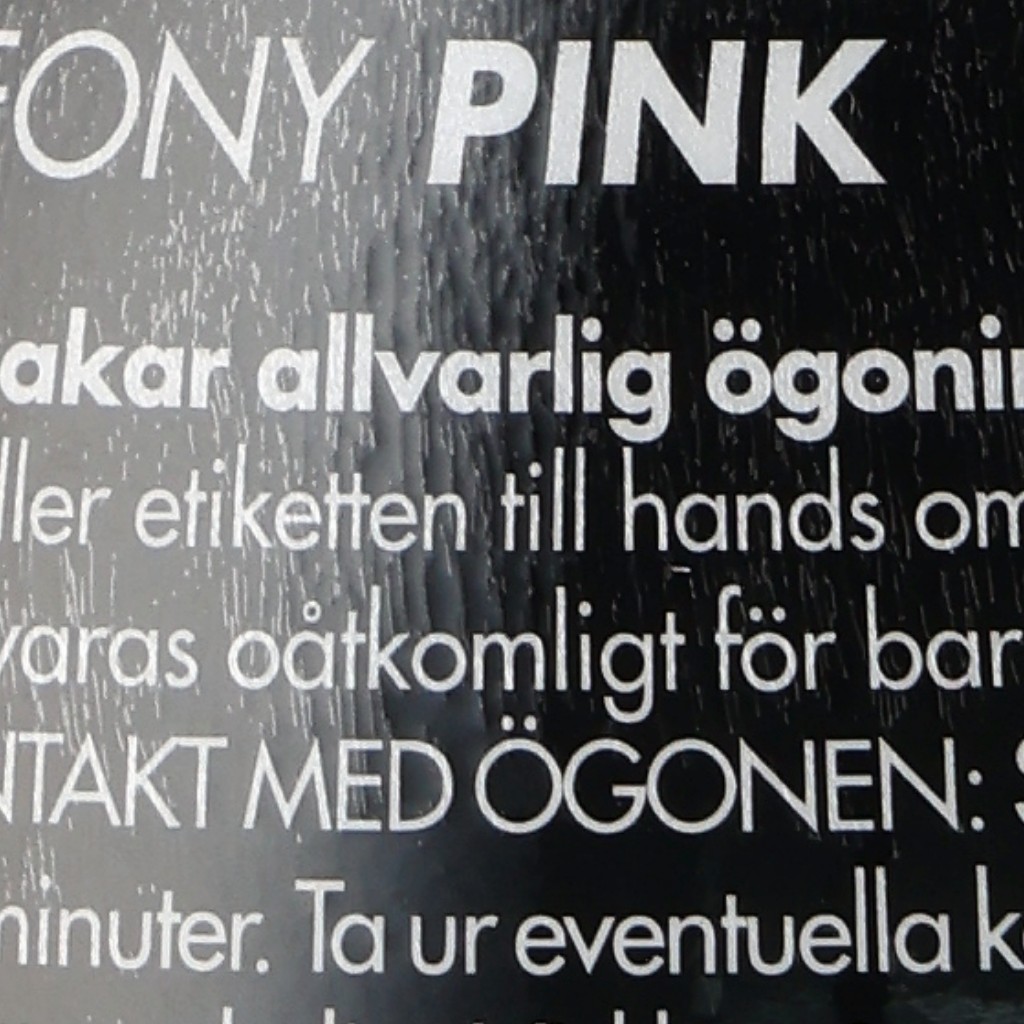 FONY PINK
akar allvarlig ögonir
ller etiketten till hands om
varas oåtkomligt för bar
NTAKT MED ÖGONEN: S
minuter. Ta ur eventuella k